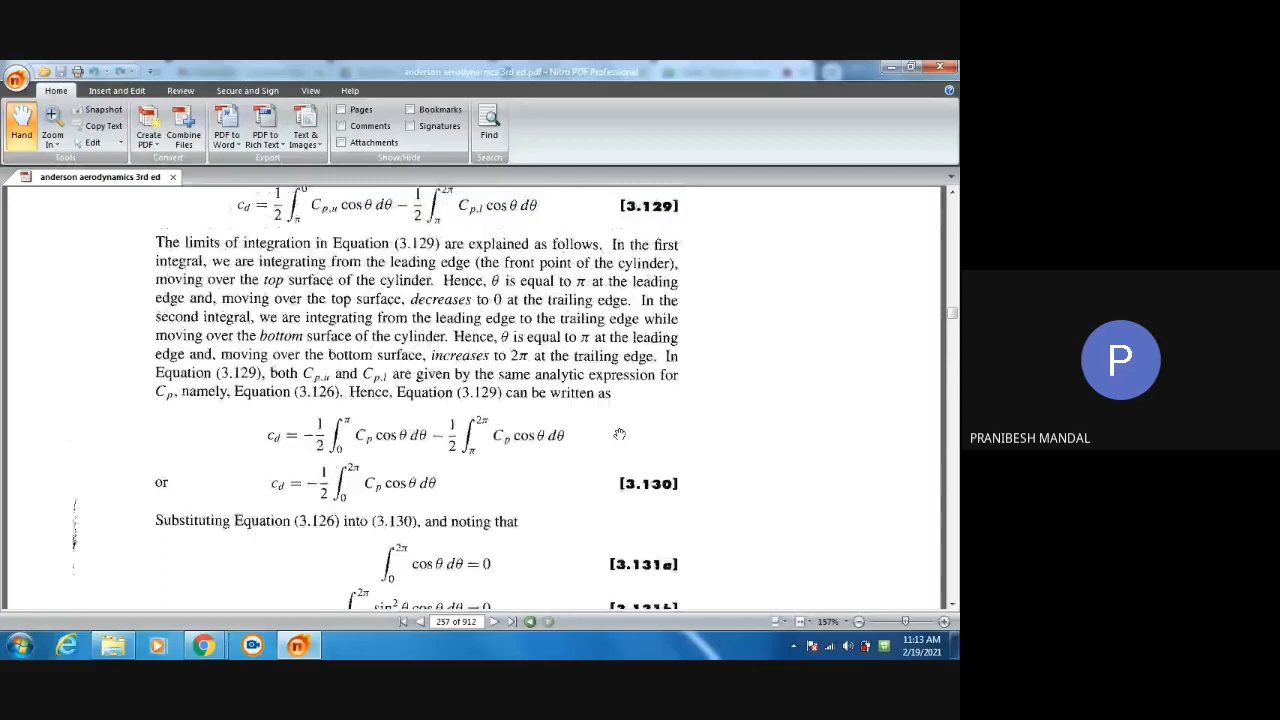 anderson aerodynamics 3rd ed.pdf - Nitro PDF Professional
Home Insert and Edit Review Secure and Sign View Help
Hand
Zoom In
Snapshot
Copy Text
Edit
Tools
Create PDF
Combine Files
Convert
PDF to Word
PDF to Rich Text
Text & Images
Export
Pages
Comments
Attachments
Bookmarks
Signatures
Show/Hide
Find
Search
anderson aerodynamics 3rd ed
c_d = 1/2 ∫_π^0 C_{p,u} cos θ dθ − 1/2 ∫_π^{2π} C_{p,l} cos θ dθ [3.129]
The limits of integration in Equation (3.129) are explained as follows. In the first
integral, we are integrating from the leading edge (the front point of the cylinder),
moving over the top surface of the cylinder. Hence, θ is equal to π at the leading
edge and, moving over the top surface, decreases to 0 at the trailing edge. In the
second integral, we are integrating from the leading edge to the trailing edge while
moving over the bottom surface of the cylinder. Hence, θ is equal to π at the leading
edge and, moving over the bottom surface, increases to 2π at the trailing edge. In
Equation (3.129), both C_{p,u} and C_{p,l} are given by the same analytic expression for
C_p, namely, Equation (3.126). Hence, Equation (3.129) can be written as
c_d = −1/2 ∫_0^π C_p cos θ dθ − 1/2 ∫_π^{2π} C_p cos θ dθ
or c_d = −1/2 ∫_0^{2π} C_p cos θ dθ [3.130]
Substituting Equation (3.126) into (3.130), and noting that
∫_0^{2π} cos θ dθ = 0 [3.131a]
∫^{2π} sin² θ cos θ dθ = 0 [3.131b]
257 of 912
157%
11:13 AM
2/19/2021
P
PRANIBESH MANDAL